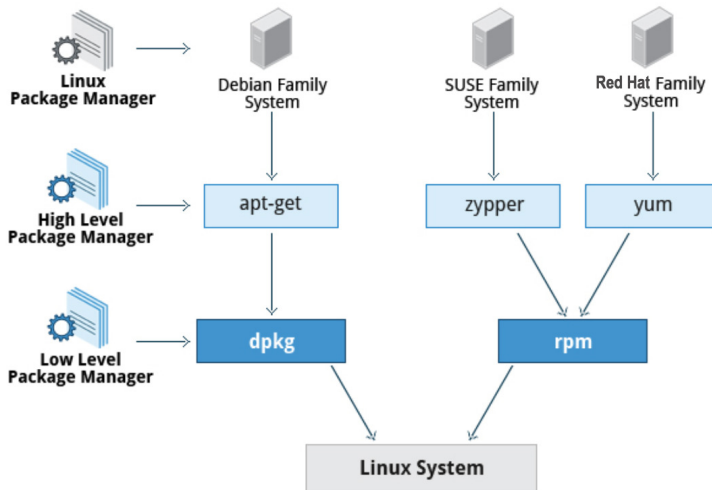 Linux
Package Manager
Debian Family
System
SUSE Family
System
Red Hat Family
System
High Level
Package Manager
apt-get
zypper
yum
Low Level
Package Manager
dpkg
rpm
Linux System